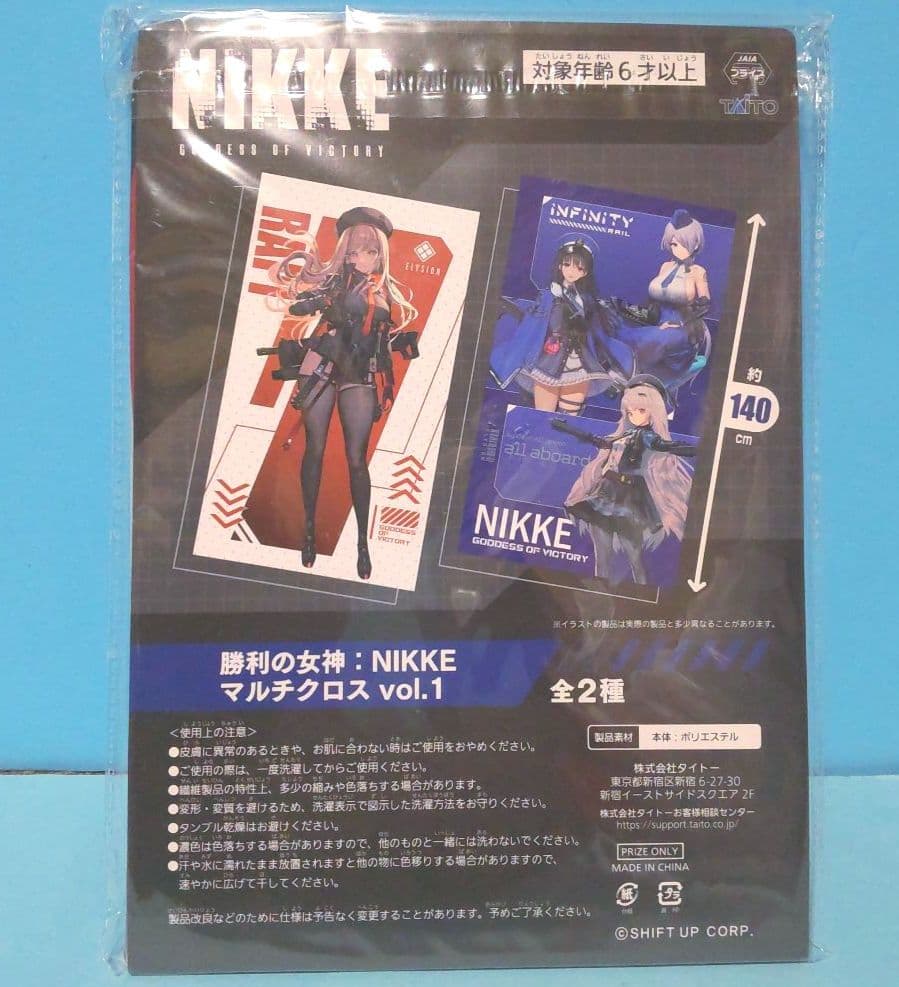 NIKKE
GODDESS OF VICTORY
対象年齢6才以上
JAIA
プライズ
TAITO
RAPI
ELYSION
GODDESS
OF
VICTORY
INFINITY
RAIL
all aboard
NIKKE
GODDESS OF VICTORY
約
140
cm
※イラストの製品は実際の製品と多少異なることがあります。
勝利の女神：NIKKE
マルチクロス vol.1
全2種
＜使用上の注意＞
●皮膚に異常のあるときや、お肌に合わない時はご使用をおやめください。
●ご使用の際は、一度洗濯してからご使用ください。
●繊維製品の特性上、多少の縮みや色落ちする場合があります。
●変形・変質を避けるため、洗濯表示で図示した洗濯方法をお守りください。
●タンブル乾燥はお避けください。
●濃色は色落ちする場合がありますので、他のものと一緒には洗わないでください。
●汗や水に濡れたまま放置されますと他の物に色移りする場合がありますので、
速やかに広げて干してください。
製品改良などのために仕様は予告なく変更することがあります。予めご了承ください。
製品素材 本体：ポリエステル
株式会社タイトー
東京都新宿区新宿 6-27-30
新宿イーストサイドスクエア 2F
株式会社タイトーお客様相談センター
https://support.taito.co.jp/
PRIZE ONLY
MADE IN CHINA
紙
プラ
©SHIFT UP CORP.